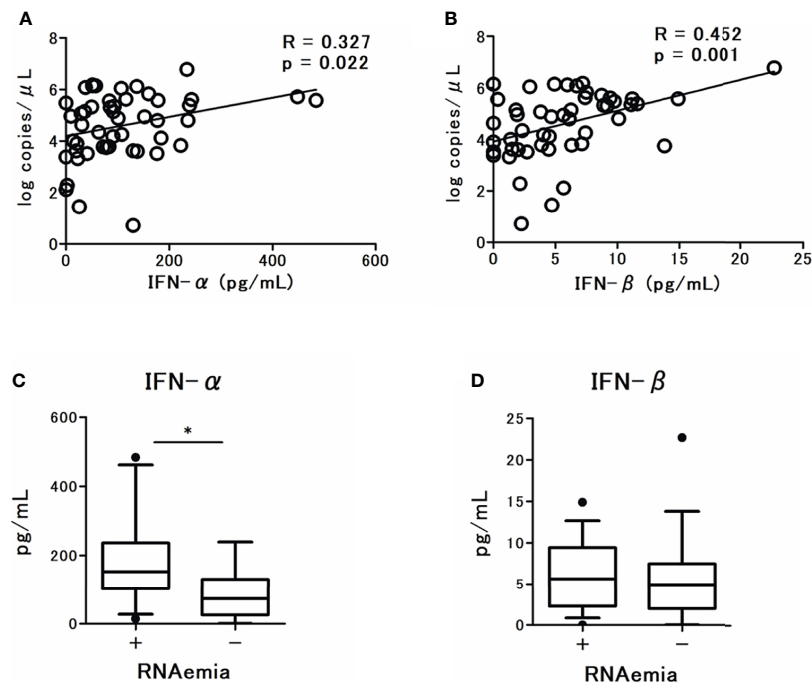 A
R = 0.327
p = 0.022
log copies/μL
8
6
4
2
0
0 200 400 600
IFN-α (pg/mL)
B
R = 0.452
p = 0.001
log copies/μL
8
6
4
2
0
0 5 10 15 20 25
IFN-β (pg/mL)
C
IFN-α
*
pg/mL
600
400
200
0
+ −
RNAemia
D
IFN-β
pg/mL
25
20
15
10
5
0
+ −
RNAemia